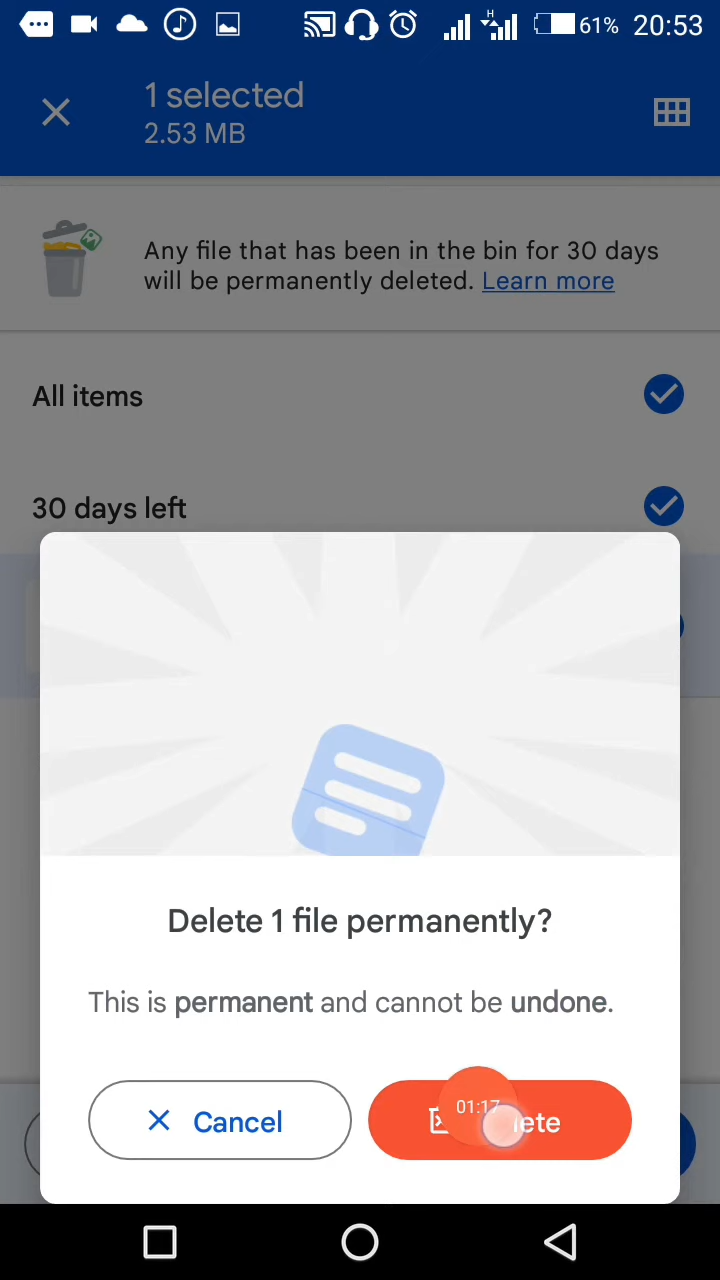 H
61%
20:53
1 selected
2.53 MB
Any file that has been in the bin for 30 days
will be permanently deleted. Learn more
All items
30 days left
Delete 1 file permanently?
This is permanent and cannot be undone.
Cancel
01:17
lete